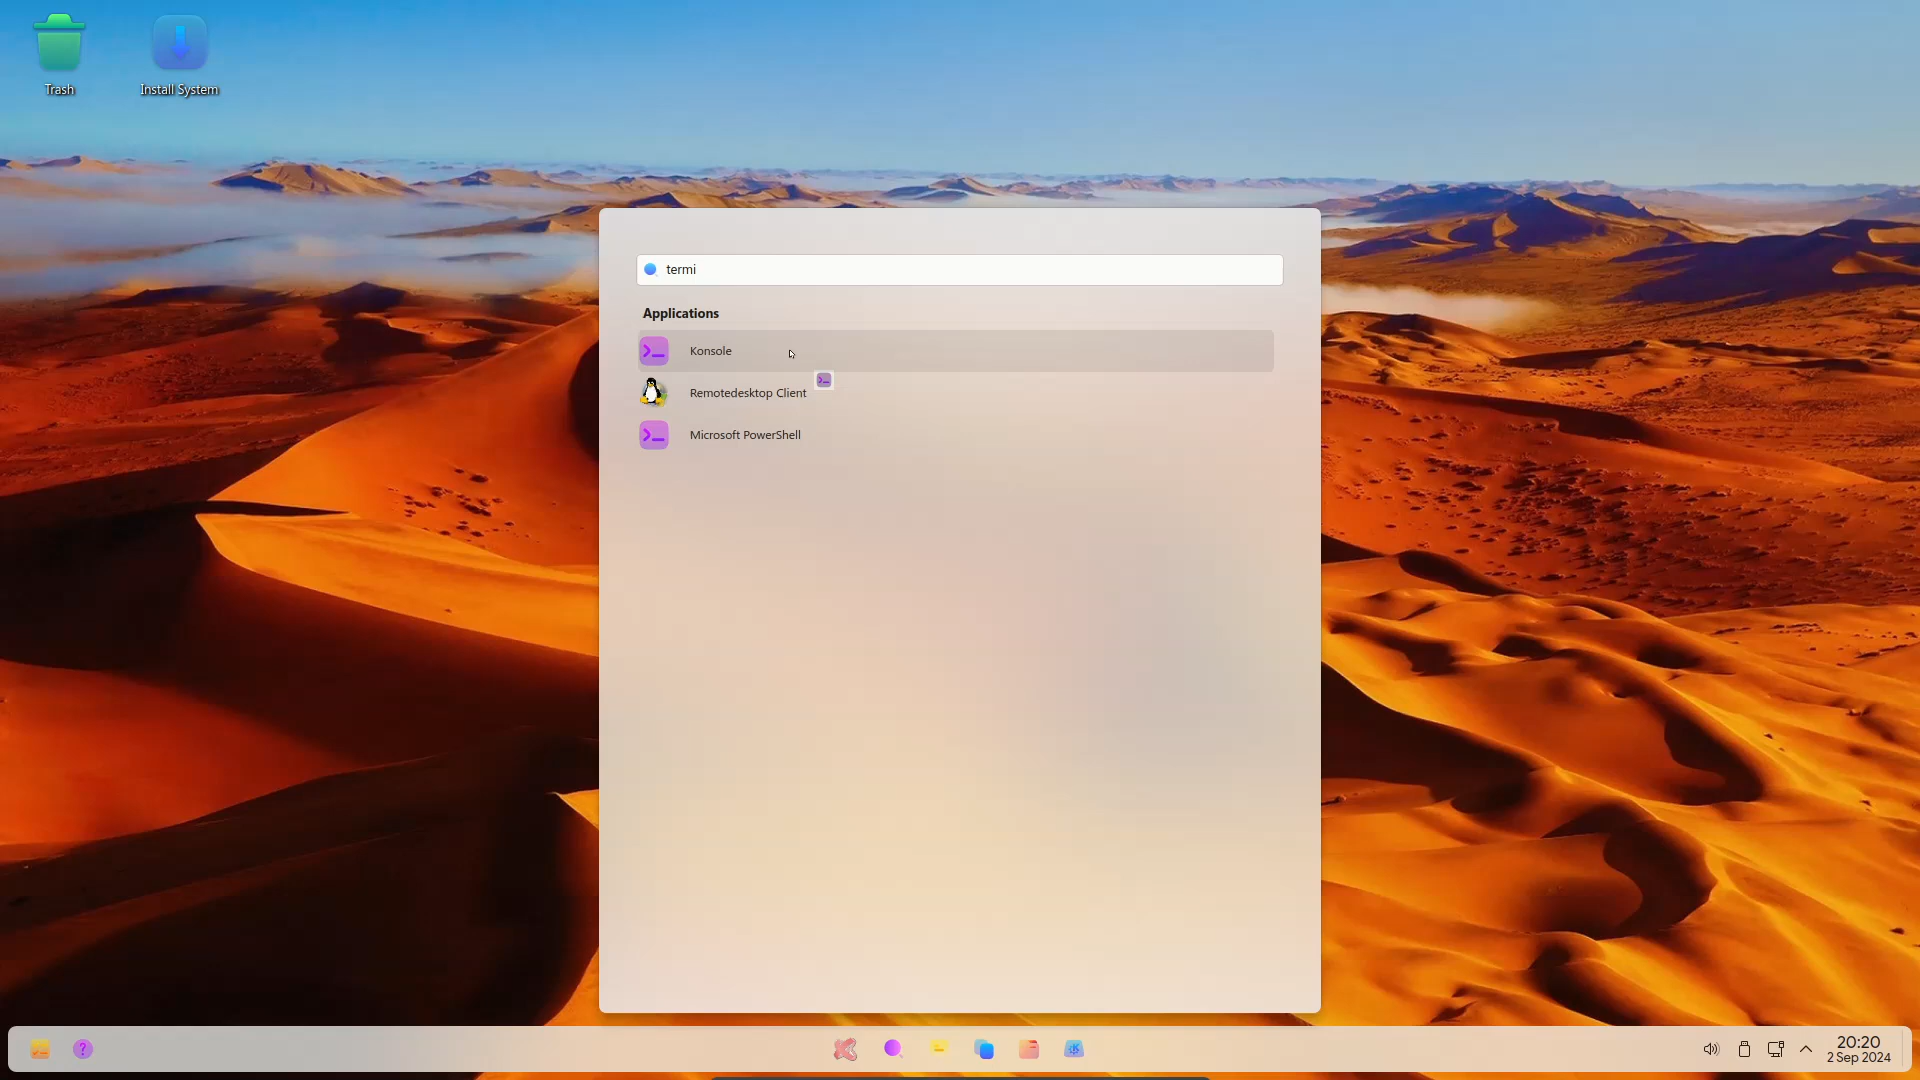 Trash
Install System
termi
Applications
Konsole
Remotedesktop Client
Microsoft PowerShell
?
20:20
2 Sep 2024